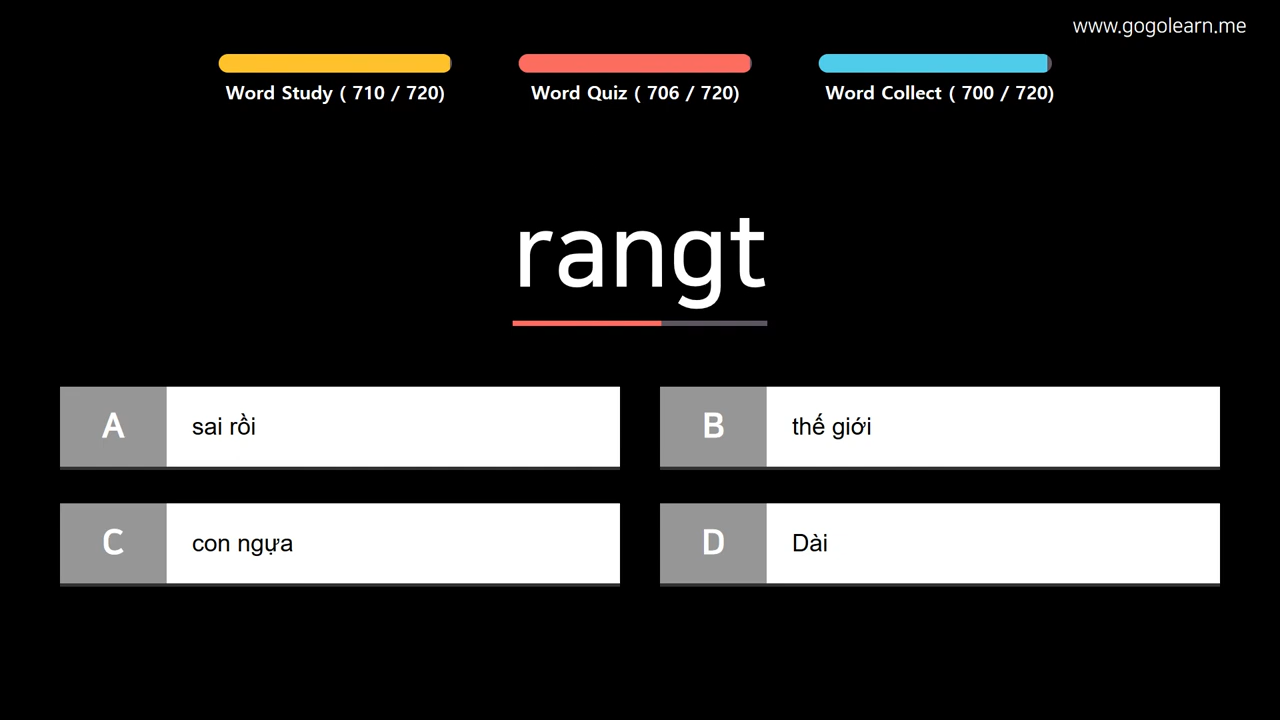 www.gogolearn.me
Word Study ( 710 / 720)
Word Quiz ( 706 / 720)
Word Collect ( 700 / 720)
rangt
A sai rồi
B thế giới
C con ngựa
D Dài